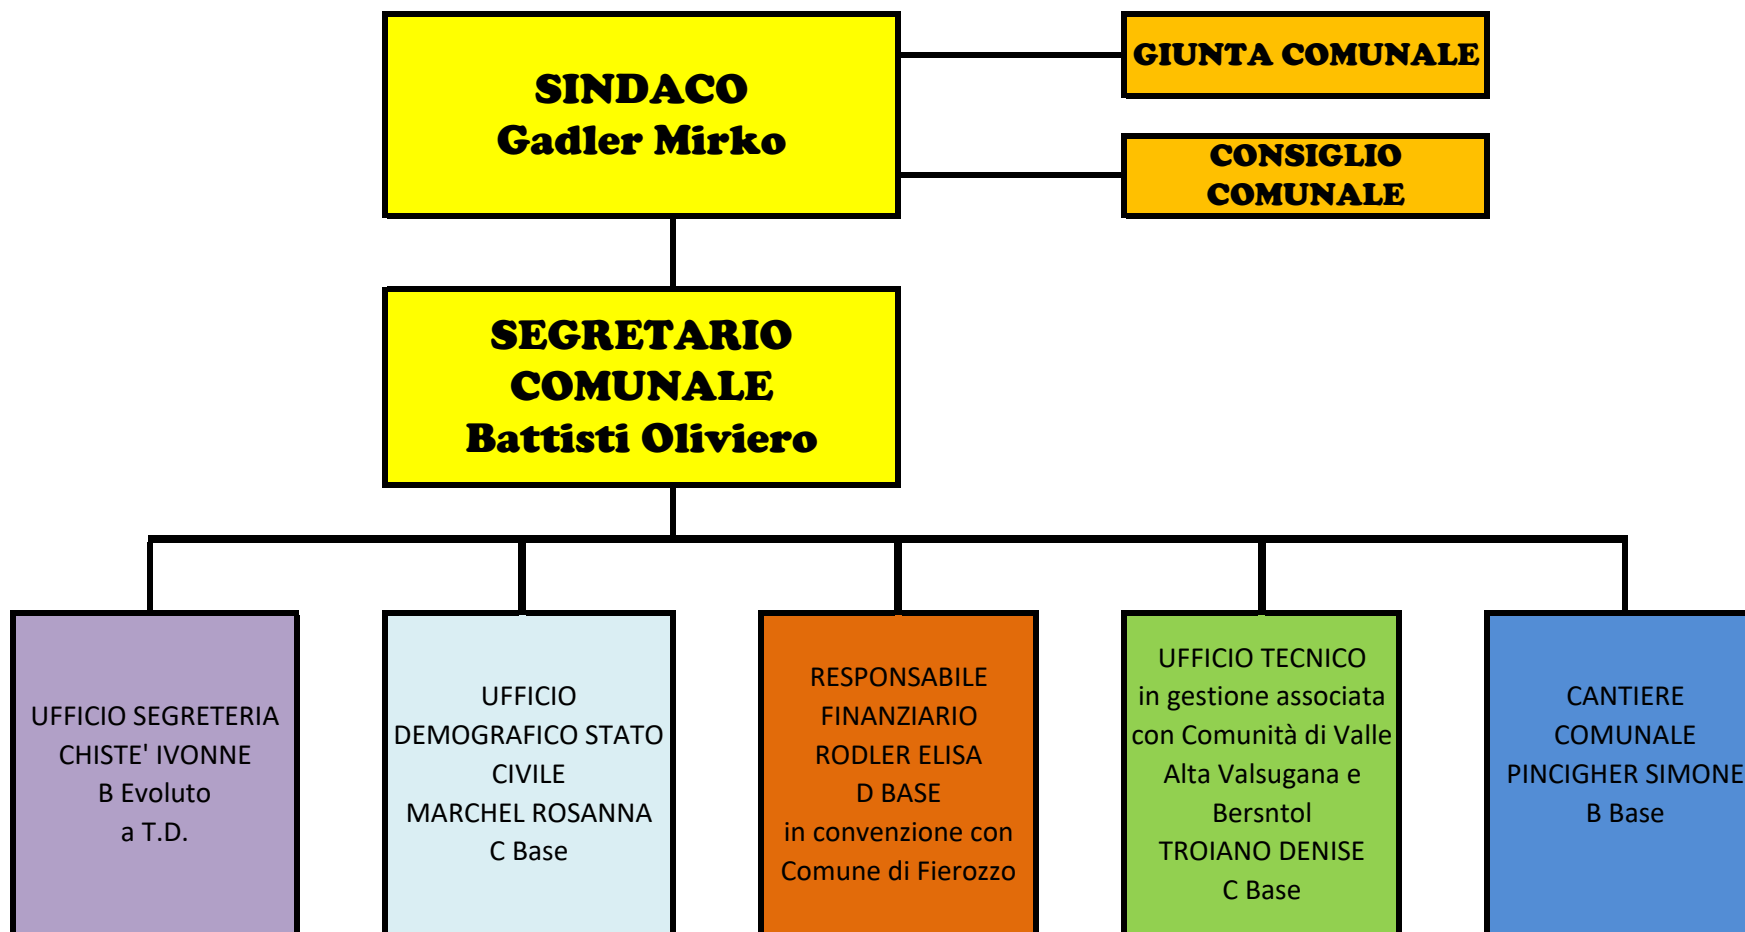 SINDACO
Gadler Mirko
GIUNTA COMUNALE
CONSIGLIO
COMUNALE
SEGRETARIO
COMUNALE
Battisti Oliviero
UFFICIO SEGRETERIA
CHISTE' IVONNE
B Evoluto
a T.D.
UFFICIO
DEMOGRAFICO STATO
CIVILE
MARCHEL ROSANNA
C Base
RESPONSABILE
FINANZIARIO
RODLER ELISA
D BASE
in convenzione con
Comune di Fierozzo
UFFICIO TECNICO
in gestione associata
con Comunità di Valle
Alta Valsugana e
Bersntol
TROIANO DENISE
C Base
CANTIERE
COMUNALE
PINCIGHER SIMONE
B Base